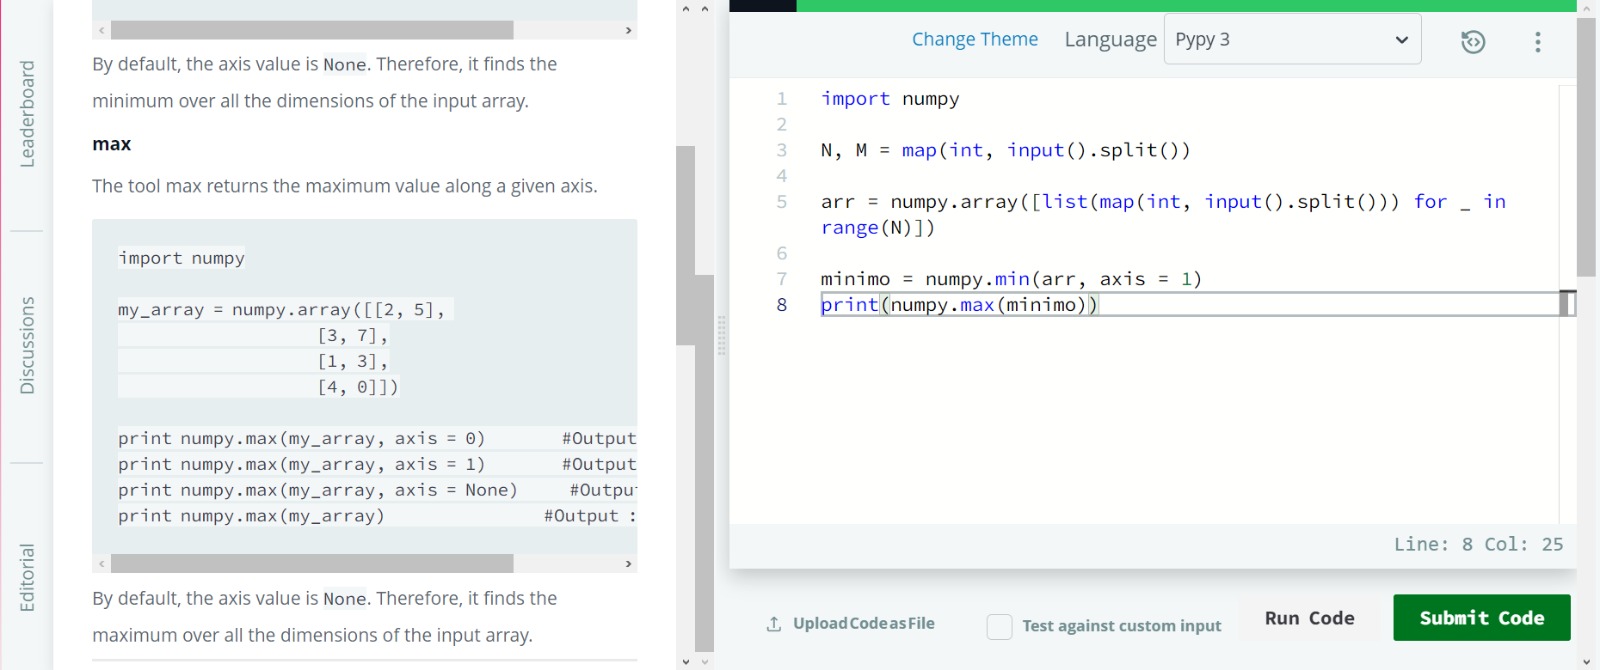 Leaderboard
Discussions
Editorial
By default, the axis value is None. Therefore, it finds the
minimum over all the dimensions of the input array.
max
The tool max returns the maximum value along a given axis.
import numpy
my_array = numpy.array([[2, 5],
[3, 7],
[1, 3],
[4, 0]])
print numpy.max(my_array, axis = 0)        #Output
print numpy.max(my_array, axis = 1)        #Output
print numpy.max(my_array, axis = None)     #Outpu
print numpy.max(my_array)                  #Output :
By default, the axis value is None. Therefore, it finds the
maximum over all the dimensions of the input array.
Change Theme Language Pypy 3
1 import numpy
2
3 N, M = map(int, input().split())
4
5 arr = numpy.array([list(map(int, input().split())) for _ in
range(N)])
6
7 minimo = numpy.min(arr, axis = 1)
8 print(numpy.max(minimo))
Line: 8 Col: 25
Upload Code as File Test against custom input Run Code Submit Code